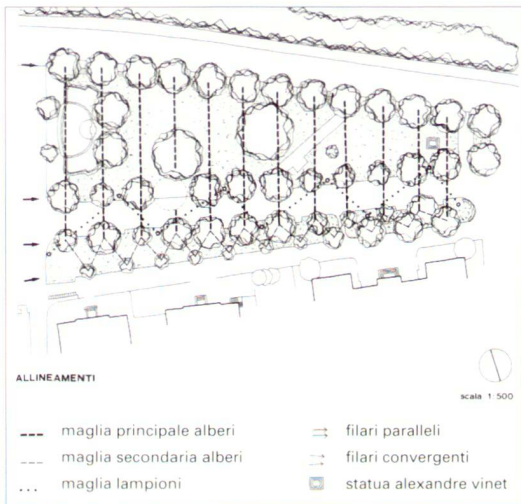 ALLINEAMENTI
scala 1:500
maglia principale alberi
maglia secondaria alberi
maglia lampioni
filari paralleli
filari convergenti
statua alexandre vinet